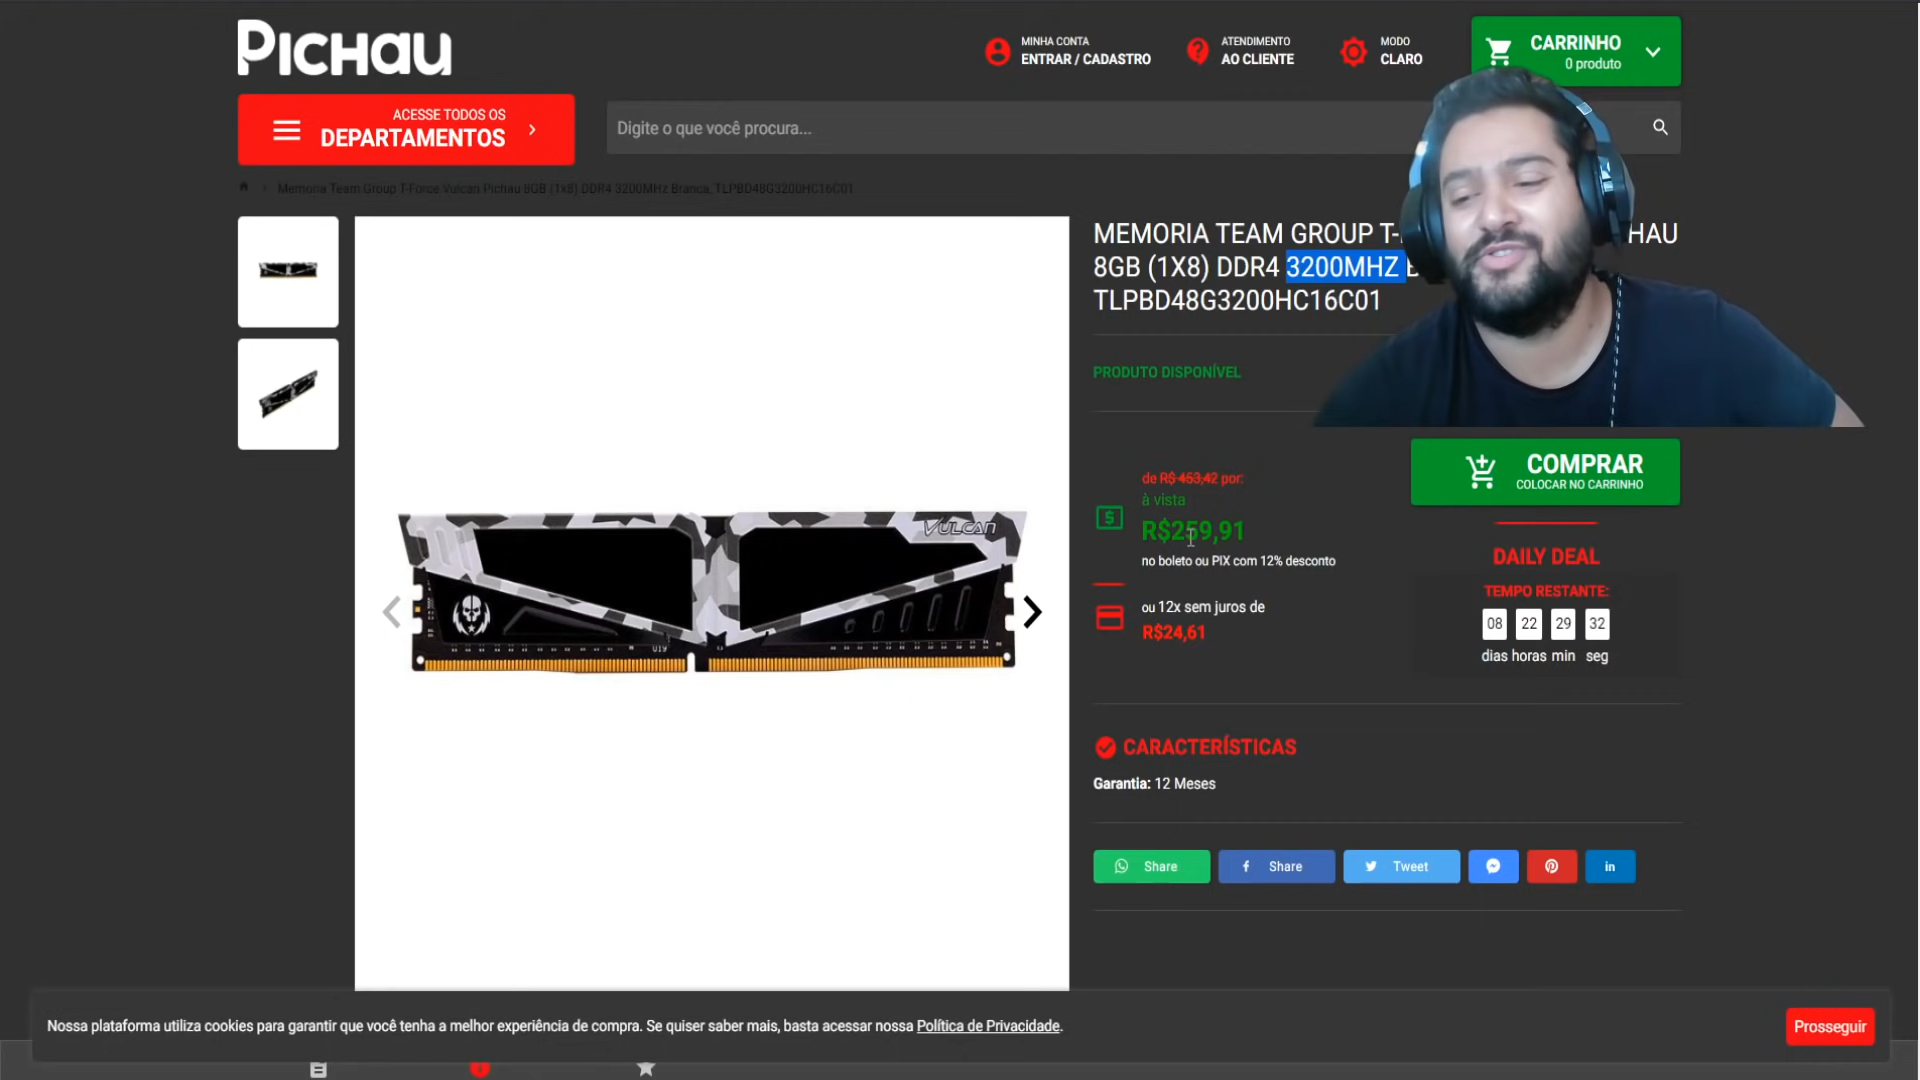 PICHAU
MINHA CONTA
ENTRAR / CADASTRO
ATENDIMENTO
AO CLIENTE
MODO
CLARO
CARRINHO
0 produto
ACESSE TODOS OS
DEPARTAMENTOS
Digite o que você procura...
Memoria Team Group T-Force Vulcan Pichau 8GB (1x8) DDR4 3200MHz Branca, TLPBD48G3200HC16C01
MEMORIA TEAM GROUP T- HAU
8GB (1X8) DDR4 3200MHZ
TLPBD48G3200HC16C01
PRODUTO DISPONÍVEL
de R$ 453,42 por:
à vista
R$259,91
no boleto ou PIX com 12% desconto
ou 12x sem juros de
R$24,61
COMPRAR
COLOCAR NO CARRINHO
DAILY DEAL
TEMPO RESTANTE:
08 22 29 32
dias horas min seg
VULCAN
U19
CARACTERÍSTICAS
Garantia: 12 Meses
Share
Share
Tweet
in
Nossa plataforma utiliza cookies para garantir que você tenha a melhor experiência de compra. Se quiser saber mais, basta acessar nossa Política de Privacidade.
Prosseguir